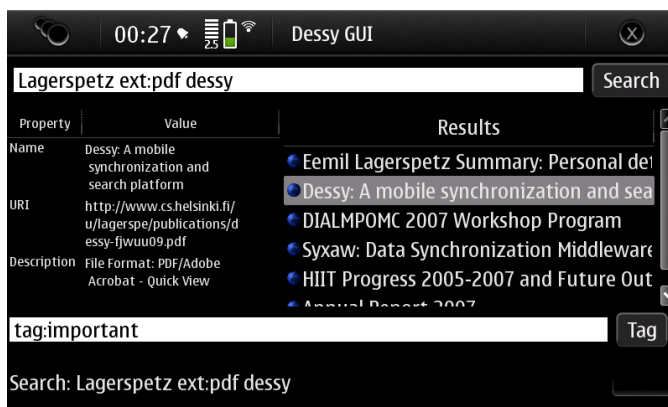 00:27 2.5 Dessy GUI X
Lagerspetz ext:pdf dessy Search
Property Value Results
Name Dessy: A mobile
synchronization and
search platform
URI http://www.cs.helsinki.fi/
u/lagerspe/publications/d
essy-fjwuu09.pdf
Description File Format: PDF/Adobe
Acrobat - Quick View
Eemil Lagerspetz Summary: Personal det
Dessy: A mobile synchronization and sea
DIALMPOMC 2007 Workshop Program
Syxaw: Data Synchronization Middleware
HIIT Progress 2005-2007 and Future Out
Annual Report 2007
tag:important Tag
Search: Lagerspetz ext:pdf dessy